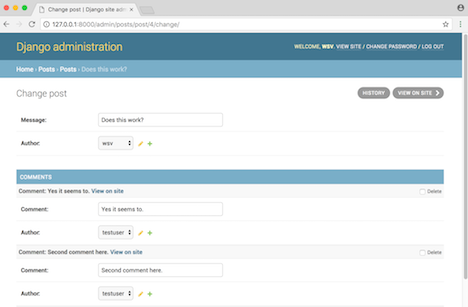 Change post | Django site adm
127.0.0.1:8000/admin/posts/post/4/change/
Django administration
WELCOME, WSV. VIEW SITE / CHANGE PASSWORD / LOG OUT
Home › Posts › Posts › Does this work?
Change post
HISTORY
VIEW ON SITE
Message: Does this work?
Author: wsv
COMMENTS
Comment: Yes it seems to. View on site Delete
Comment: Yes it seems to.
Author: testuser
Comment: Second comment here. View on site Delete
Comment: Second comment here.
Author: testuser